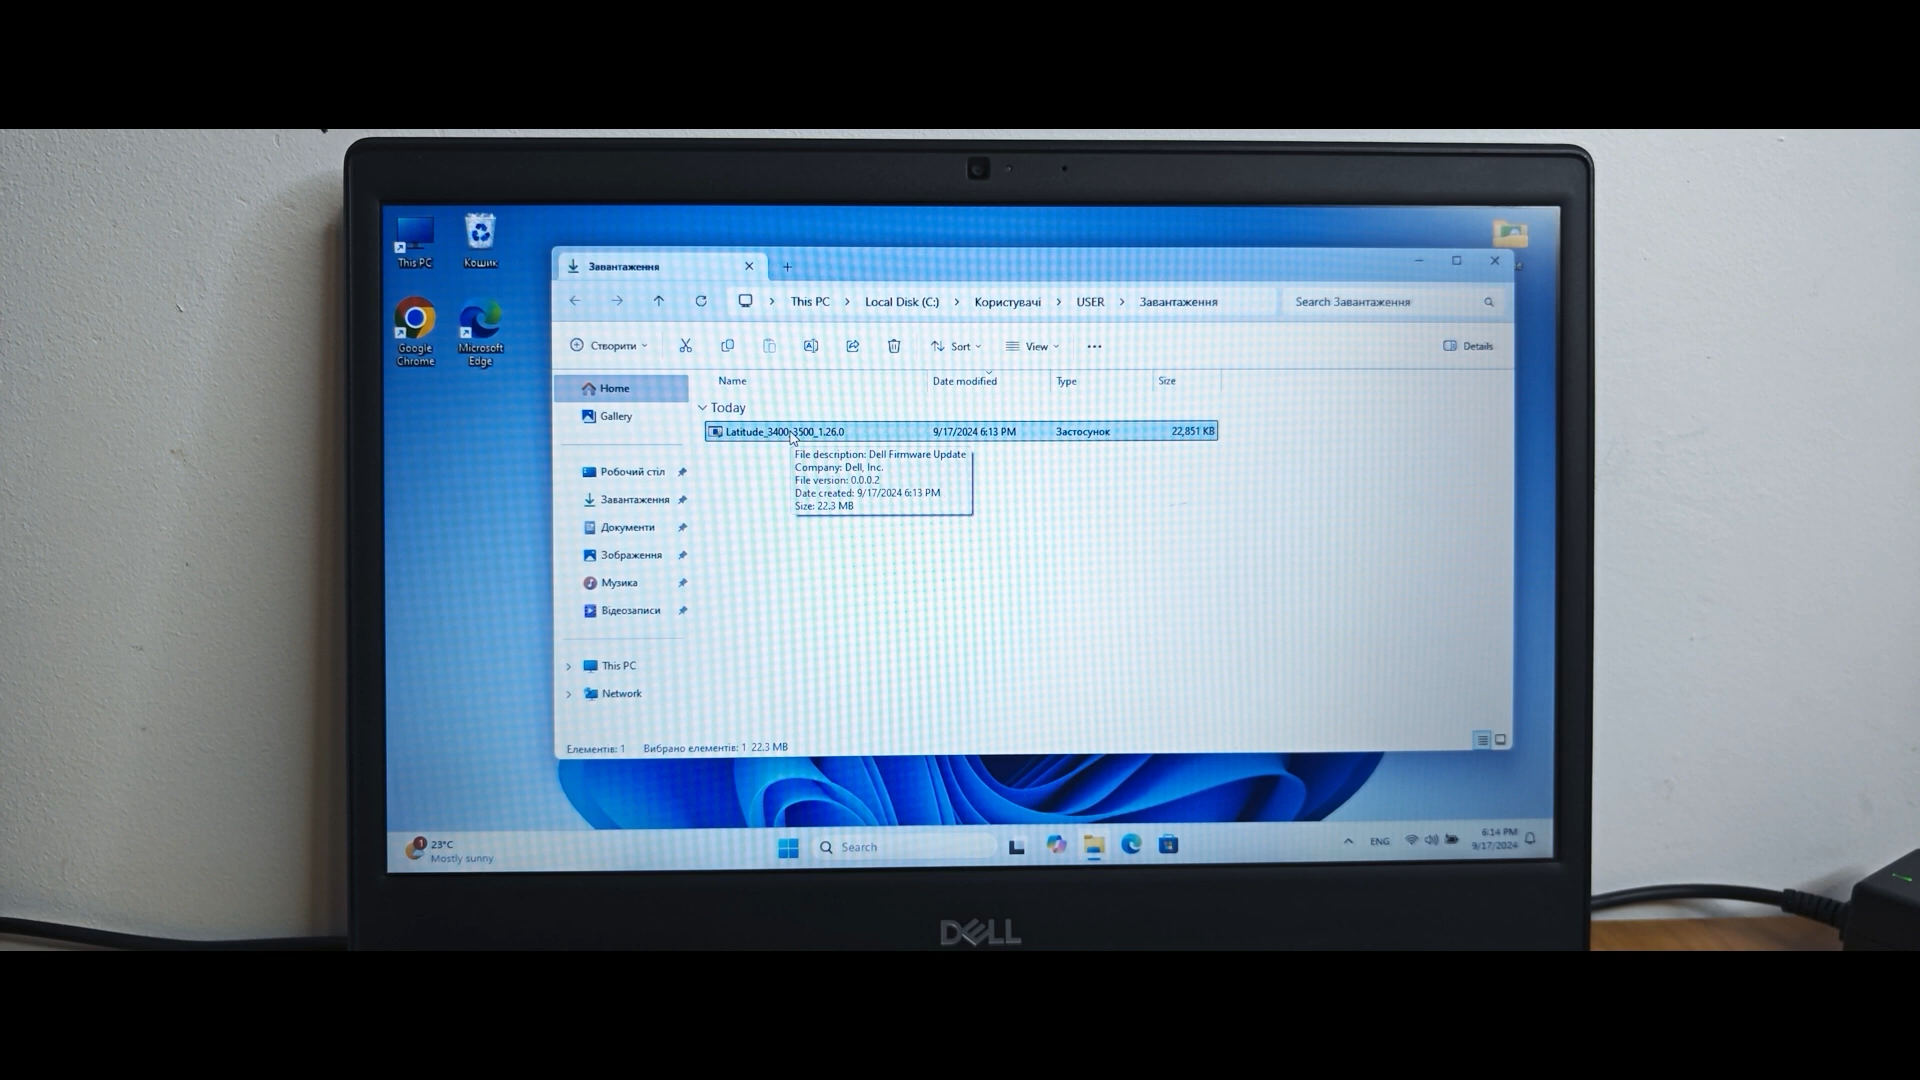 This PC
Кошик
Google Chrome
Microsoft Edge
Завантаження
This PC > Local Disk (C:) > Користувачі > USER > Завантаження
Search Завантаження
Створити
Sort
View
Details
Home
Gallery
Робочий стіл
Завантаження
Документи
Зображення
Музика
Відеозаписи
This PC
Network
Name Date modified Type Size
Today
Latitude_3400-3500_1.26.0 9/17/2024 6:13 PM Застосунок 22,851 KB
File description: Dell Firmware Update
Company: Dell, Inc.
File version: 0.0.0.2
Date created: 9/17/2024 6:13 PM
Size: 22.3 MB
Елементів: 1 Вибрано елементів: 1 22.3 MB
1
23°C
Mostly sunny
Search
ENG
6:14 PM
9/17/2024
DELL